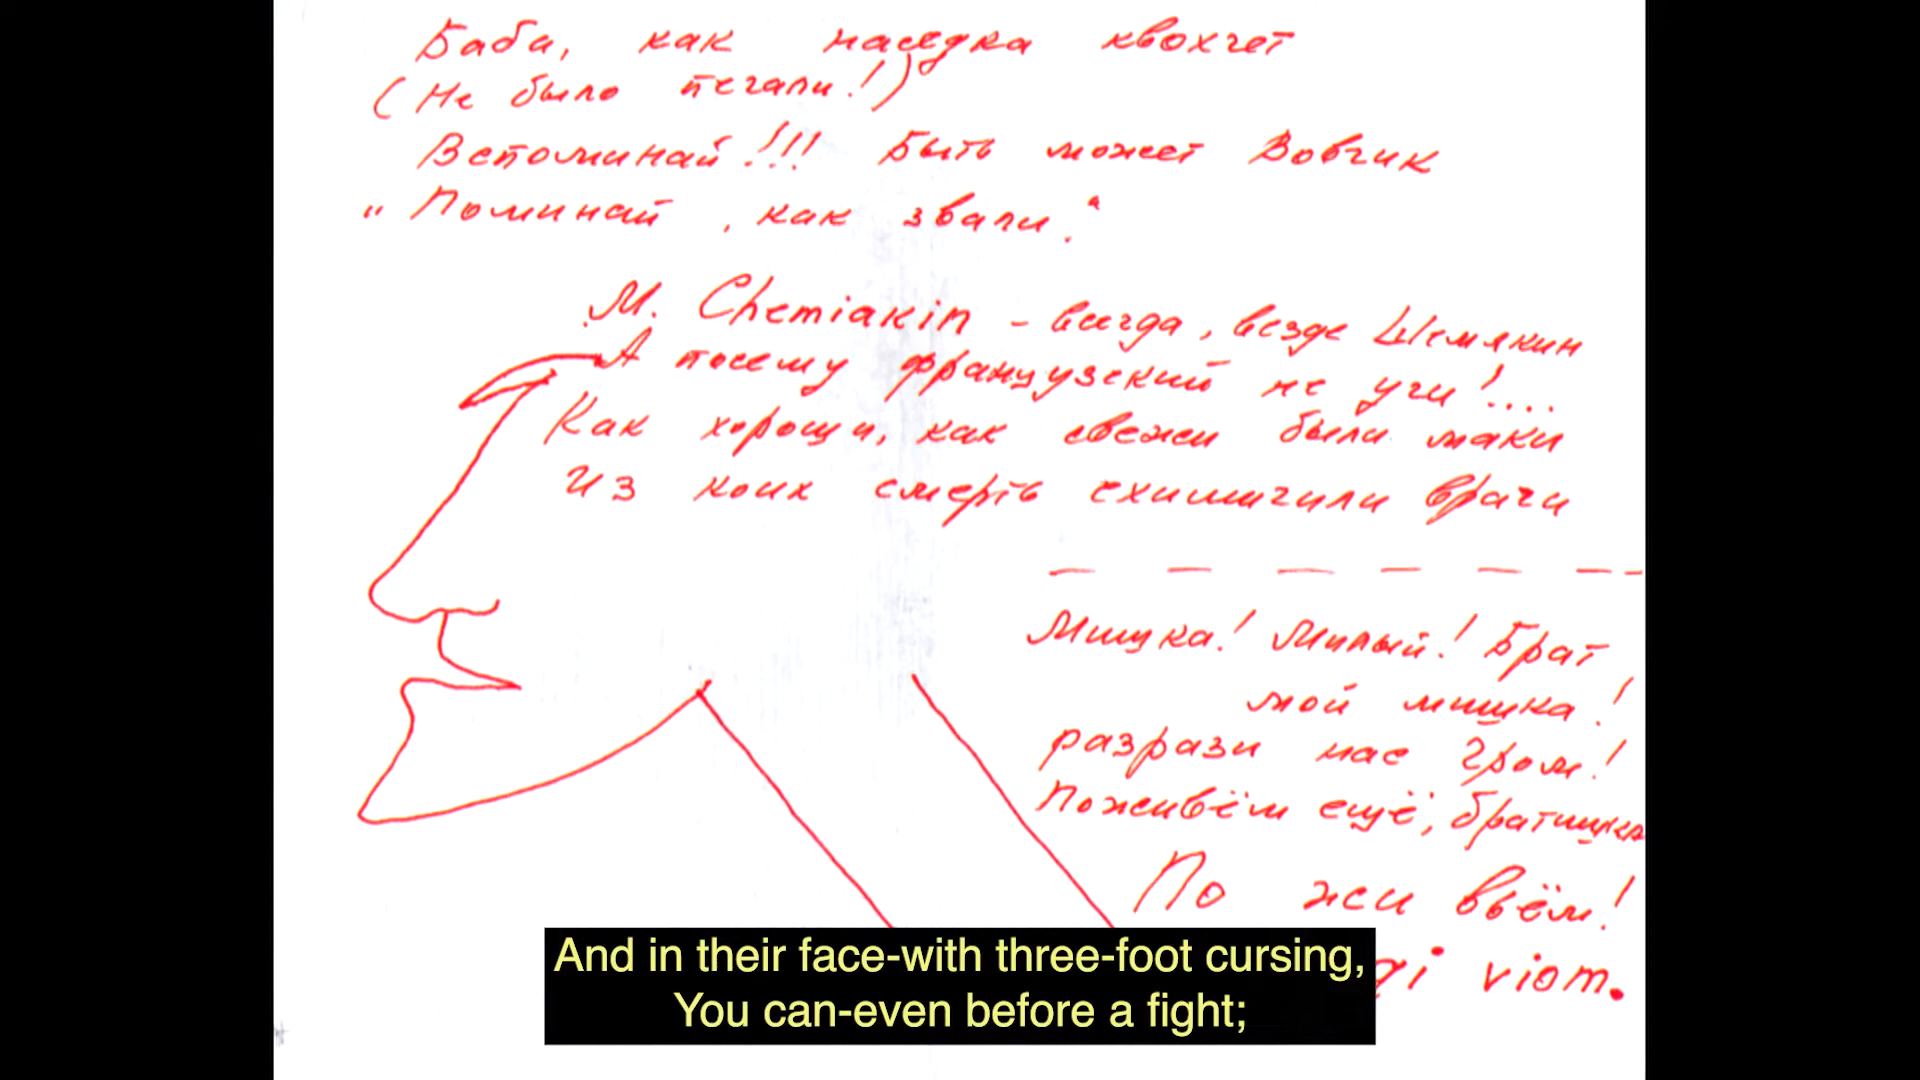 Баба, как наседка квохчет
(Не было печали!)
Вспоминай!!! Быть может Вовчик
„Поминай, как звали."
M. Chemiakin – всегда, везде Шемякин
А посему французский не учи!....
Как хороши, как свежи были маки
Из коих смерть схимичили врачи
Мишка! Милый! Брат
мой мишка!
разрази нас гром!
Поживём ещё, братишка
По жи вьём!
gi viom.
And in their face-with three-foot cursing,
You can-even before a fight;